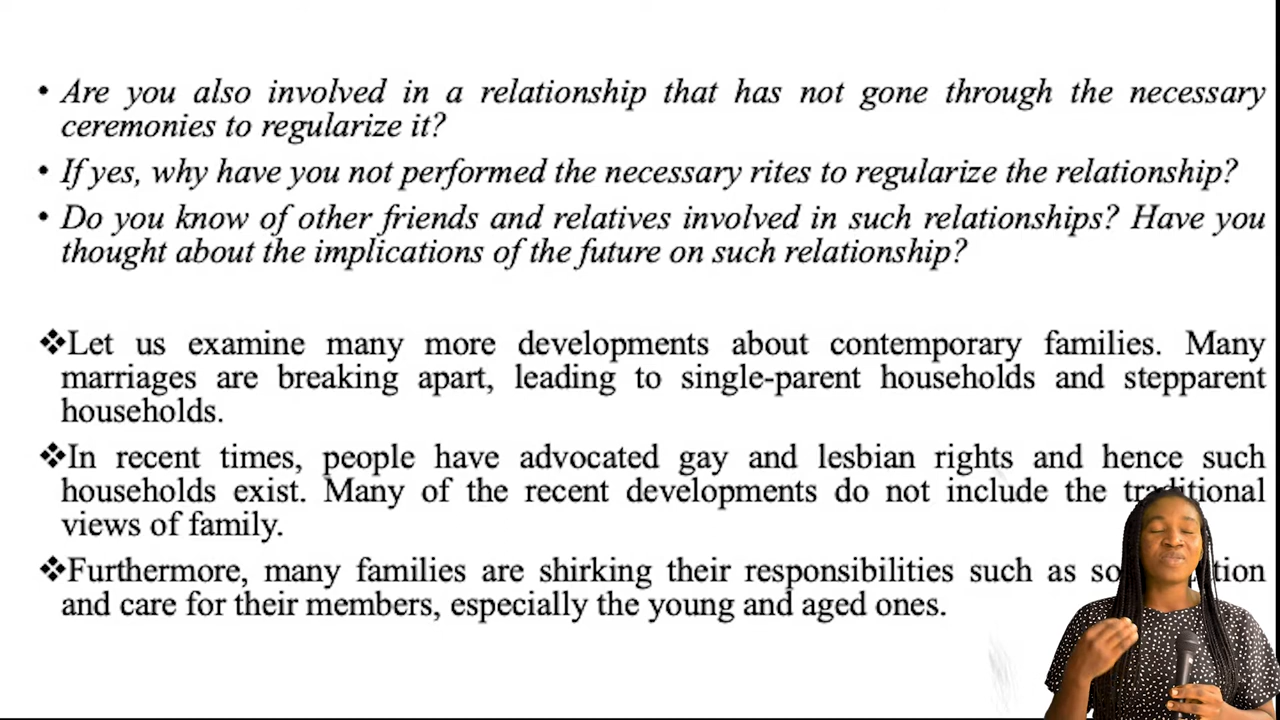 • Are you also involved in a relationship that has not gone through the necessary
ceremonies to regularize it?
• If yes, why have you not performed the necessary rites to regularize the relationship?
• Do you know of other friends and relatives involved in such relationships? Have you
thought about the implications of the future on such relationship?
❖Let us examine many more developments about contemporary families. Many
marriages are breaking apart, leading to single-parent households and stepparent
households.
❖In recent times, people have advocated gay and lesbian rights and hence such
households exist. Many of the recent developments do not include the traditional
views of family.
❖Furthermore, many families are shirking their responsibilities such as
and care for their members, especially the young and aged ones.